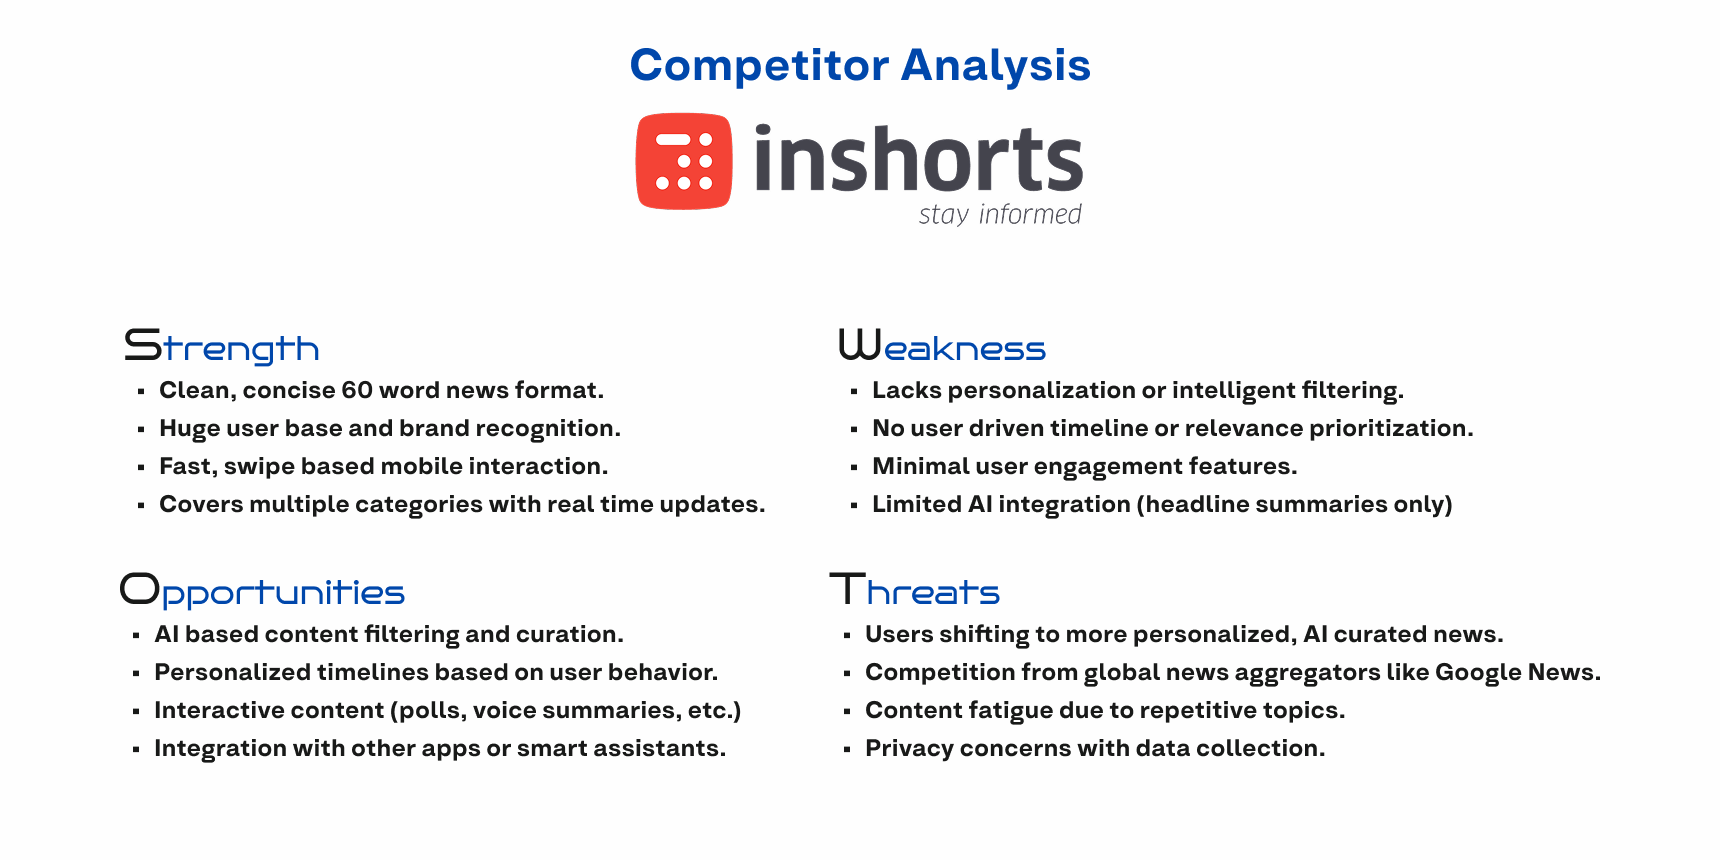 Competitor Analysis
inshorts
stay informed
Strength
▪ Clean, concise 60 word news format.
▪ Huge user base and brand recognition.
▪ Fast, swipe based mobile interaction.
▪ Covers multiple categories with real time updates.
Weakness
▪ Lacks personalization or intelligent filtering.
▪ No user driven timeline or relevance prioritization.
▪ Minimal user engagement features.
▪ Limited AI integration (headline summaries only)
Opportunities
▪ AI based content filtering and curation.
▪ Personalized timelines based on user behavior.
▪ Interactive content (polls, voice summaries, etc.)
▪ Integration with other apps or smart assistants.
Threats
▪ Users shifting to more personalized, AI curated news.
▪ Competition from global news aggregators like Google News.
▪ Content fatigue due to repetitive topics.
▪ Privacy concerns with data collection.